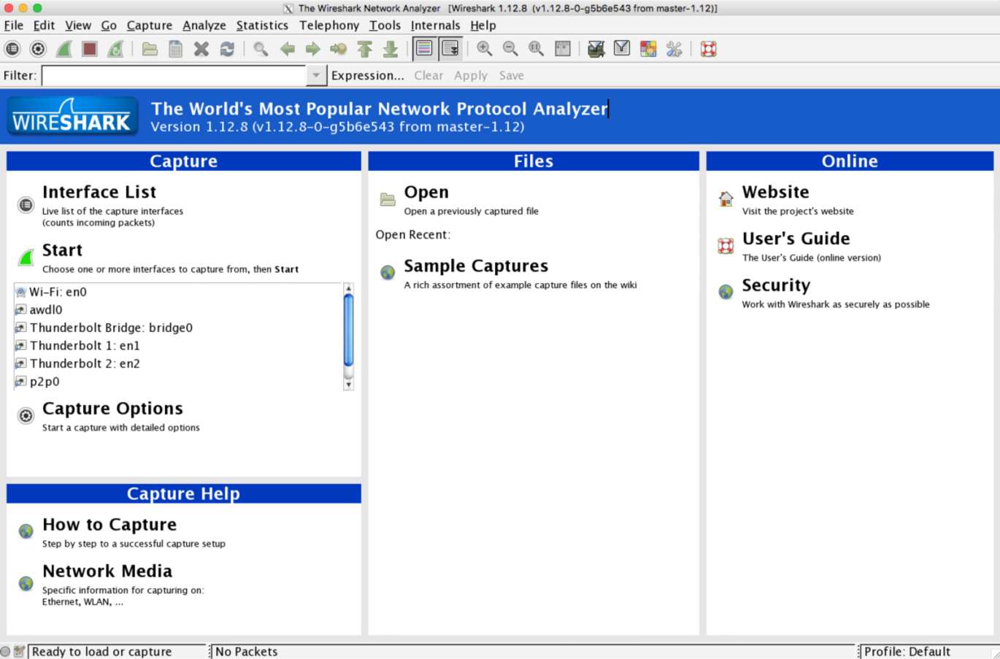 The Wireshark Network Analyzer [Wireshark 1.12.8 (v1.12.8-0-g5b6e543 from master-1.12)]
File Edit View Go Capture Analyze Statistics Telephony Tools Internals Help
Filter: Expression... Clear Apply Save
WIRESHARK
The World's Most Popular Network Protocol Analyzer
Version 1.12.8 (v1.12.8-0-g5b6e543 from master-1.12)
Capture
Interface List
Live list of the capture interfaces
(counts incoming packets)
Start
Choose one or more interfaces to capture from, then Start
Wi-Fi: en0
awdl0
Thunderbolt Bridge: bridge0
Thunderbolt 1: en1
Thunderbolt 2: en2
p2p0
Capture Options
Start a capture with detailed options
Capture Help
How to Capture
Step by step to a successful capture setup
Network Media
Specific information for capturing on:
Ethernet, WLAN, ...
Files
Open
Open a previously captured file
Open Recent:
Sample Captures
A rich assortment of example capture files on the wiki
Online
Website
Visit the project's website
User's Guide
The User's Guide (online version)
Security
Work with Wireshark as securely as possible
Ready to load or capture
No Packets
Profile: Default